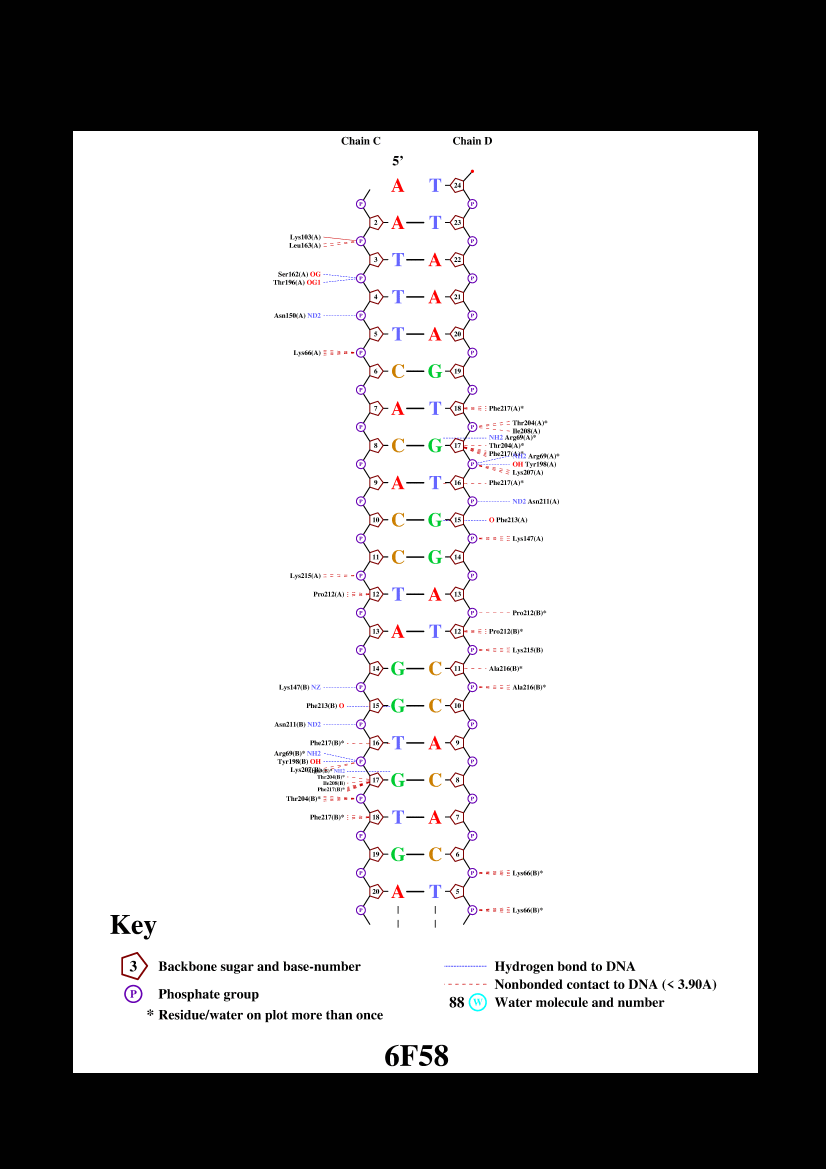 Chain C Chain D
5'
A T 24
P P
2 A T 23
Lys103(A) P P
Leu163(A)
3 T A 22
Ser162(A) OG P P
Thr196(A) OG1
4 T A 21
Asn150(A) ND2 P P
5 T A 20
Lys66(A) P P
6 C G 19
P P
7 A T 18 Phe217(A)*
Thr204(A)*
P P Ile208(A)
NH2 Arg69(A)*
8 C G 17 Thr204(A)*
Phe217(A)*
NH2 Arg69(A)*
P P OH Tyr198(A)
Lys207(A)
9 A T 16 Phe217(A)*
P P ND2 Asn211(A)
10 C G 15 O Phe213(A)
P P Lys147(A)
11 C G 14
Lys215(A) P P
Pro212(A) 12 T A 13
P P Pro212(B)*
13 A T 12 Pro212(B)*
P P Lys215(B)
14 G C 11 Ala216(B)*
Lys147(B) NZ P P Ala216(B)*
Phe213(B) O 15 G C 10
Asn211(B) ND2 P P
Phe217(B)* 16 T A 9
Arg69(B)* NH2
Tyr198(B) OH P P
Lys207(B)
Thr204(B)*
17 G C 8
Ile208(B)
Phe217(B)*
Thr204(B)* P P
Phe217(B)* 18 T A 7
P P
19 G C 6
P P Lys66(B)*
20 A T 5
P P Lys66(B)*
Key
3 Backbone sugar and base-number
Hydrogen bond to DNA
Nonbonded contact to DNA (< 3.90A)
P Phosphate group
88 W Water molecule and number
* Residue/water on plot more than once
6F58